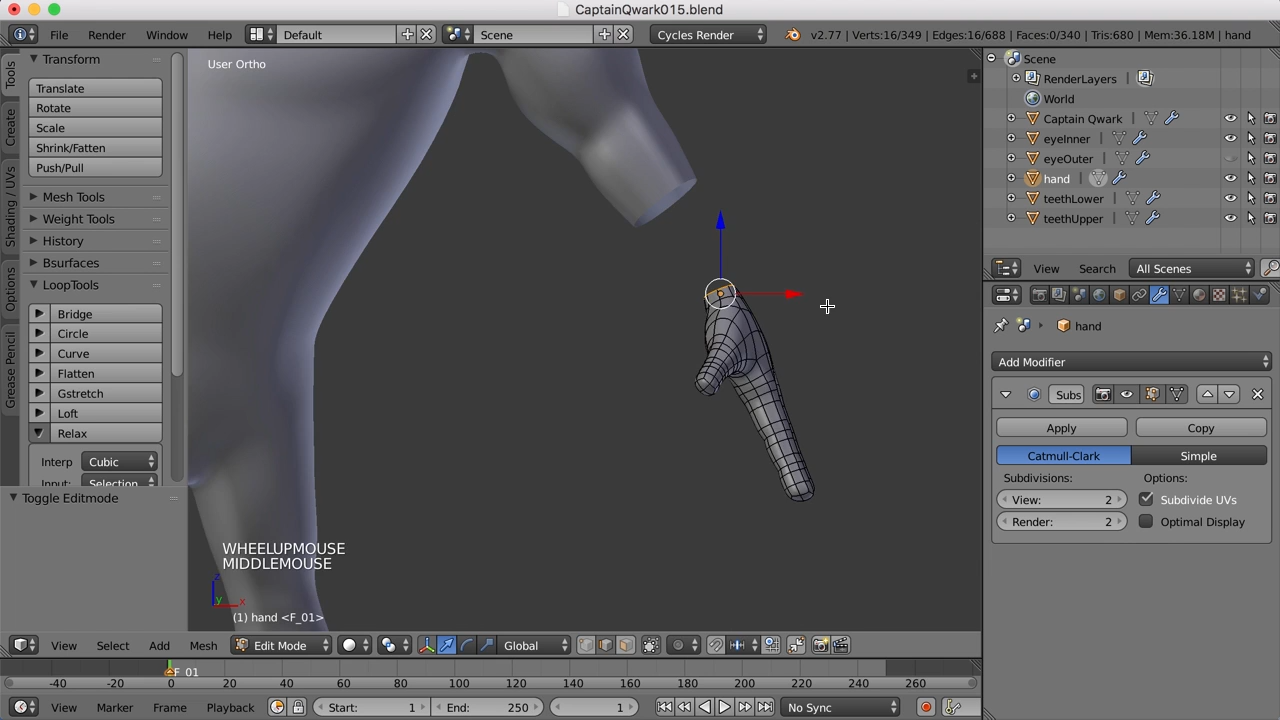 CaptainQwark015.blend
File Render Window Help Default Scene Cycles Render v2.77 | Verts:16/349 | Edges:16/688 | Faces:0/340 | Tris:680 | Mem:36.18M | hand
Tools
Create
Shading / UVs
Options
Grease Pencil
Transform
Translate
Rotate
Scale
Shrink/Fatten
Push/Pull
Mesh Tools
Weight Tools
History
Bsurfaces
LoopTools
Bridge
Circle
Curve
Flatten
Gstretch
Loft
Relax
Interp Cubic
Input: Selection
Toggle Editmode
User Ortho
WHEELUPMOUSE
MIDDLEMOUSE
z
y x
(1) hand <F_01>
View Select Add Mesh Edit Mode Global
F_01
-40 -20 0 20 40 60 80 100 120 140 160 180 200 220 240 260
View Marker Frame Playback Start: 1 End: 250 1 No Sync
Scene
RenderLayers |
World
Captain Qwark |
eyeInner |
eyeOuter |
hand |
teethLower |
teethUpper |
View Search All Scenes
hand
Add Modifier
Subs
Apply Copy
Catmull-Clark Simple
Subdivisions: Options:
View: 2 Subdivide UVs
Render: 2 Optimal Display